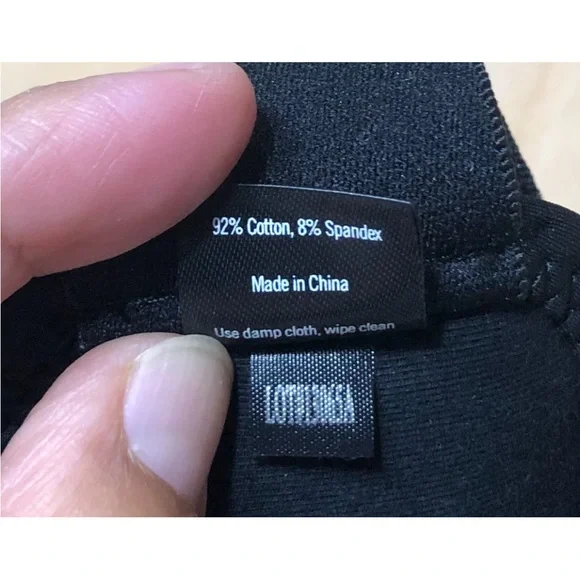 92% Cotton, 8% Spandex
Made in China
Use damp cloth, wipe clean